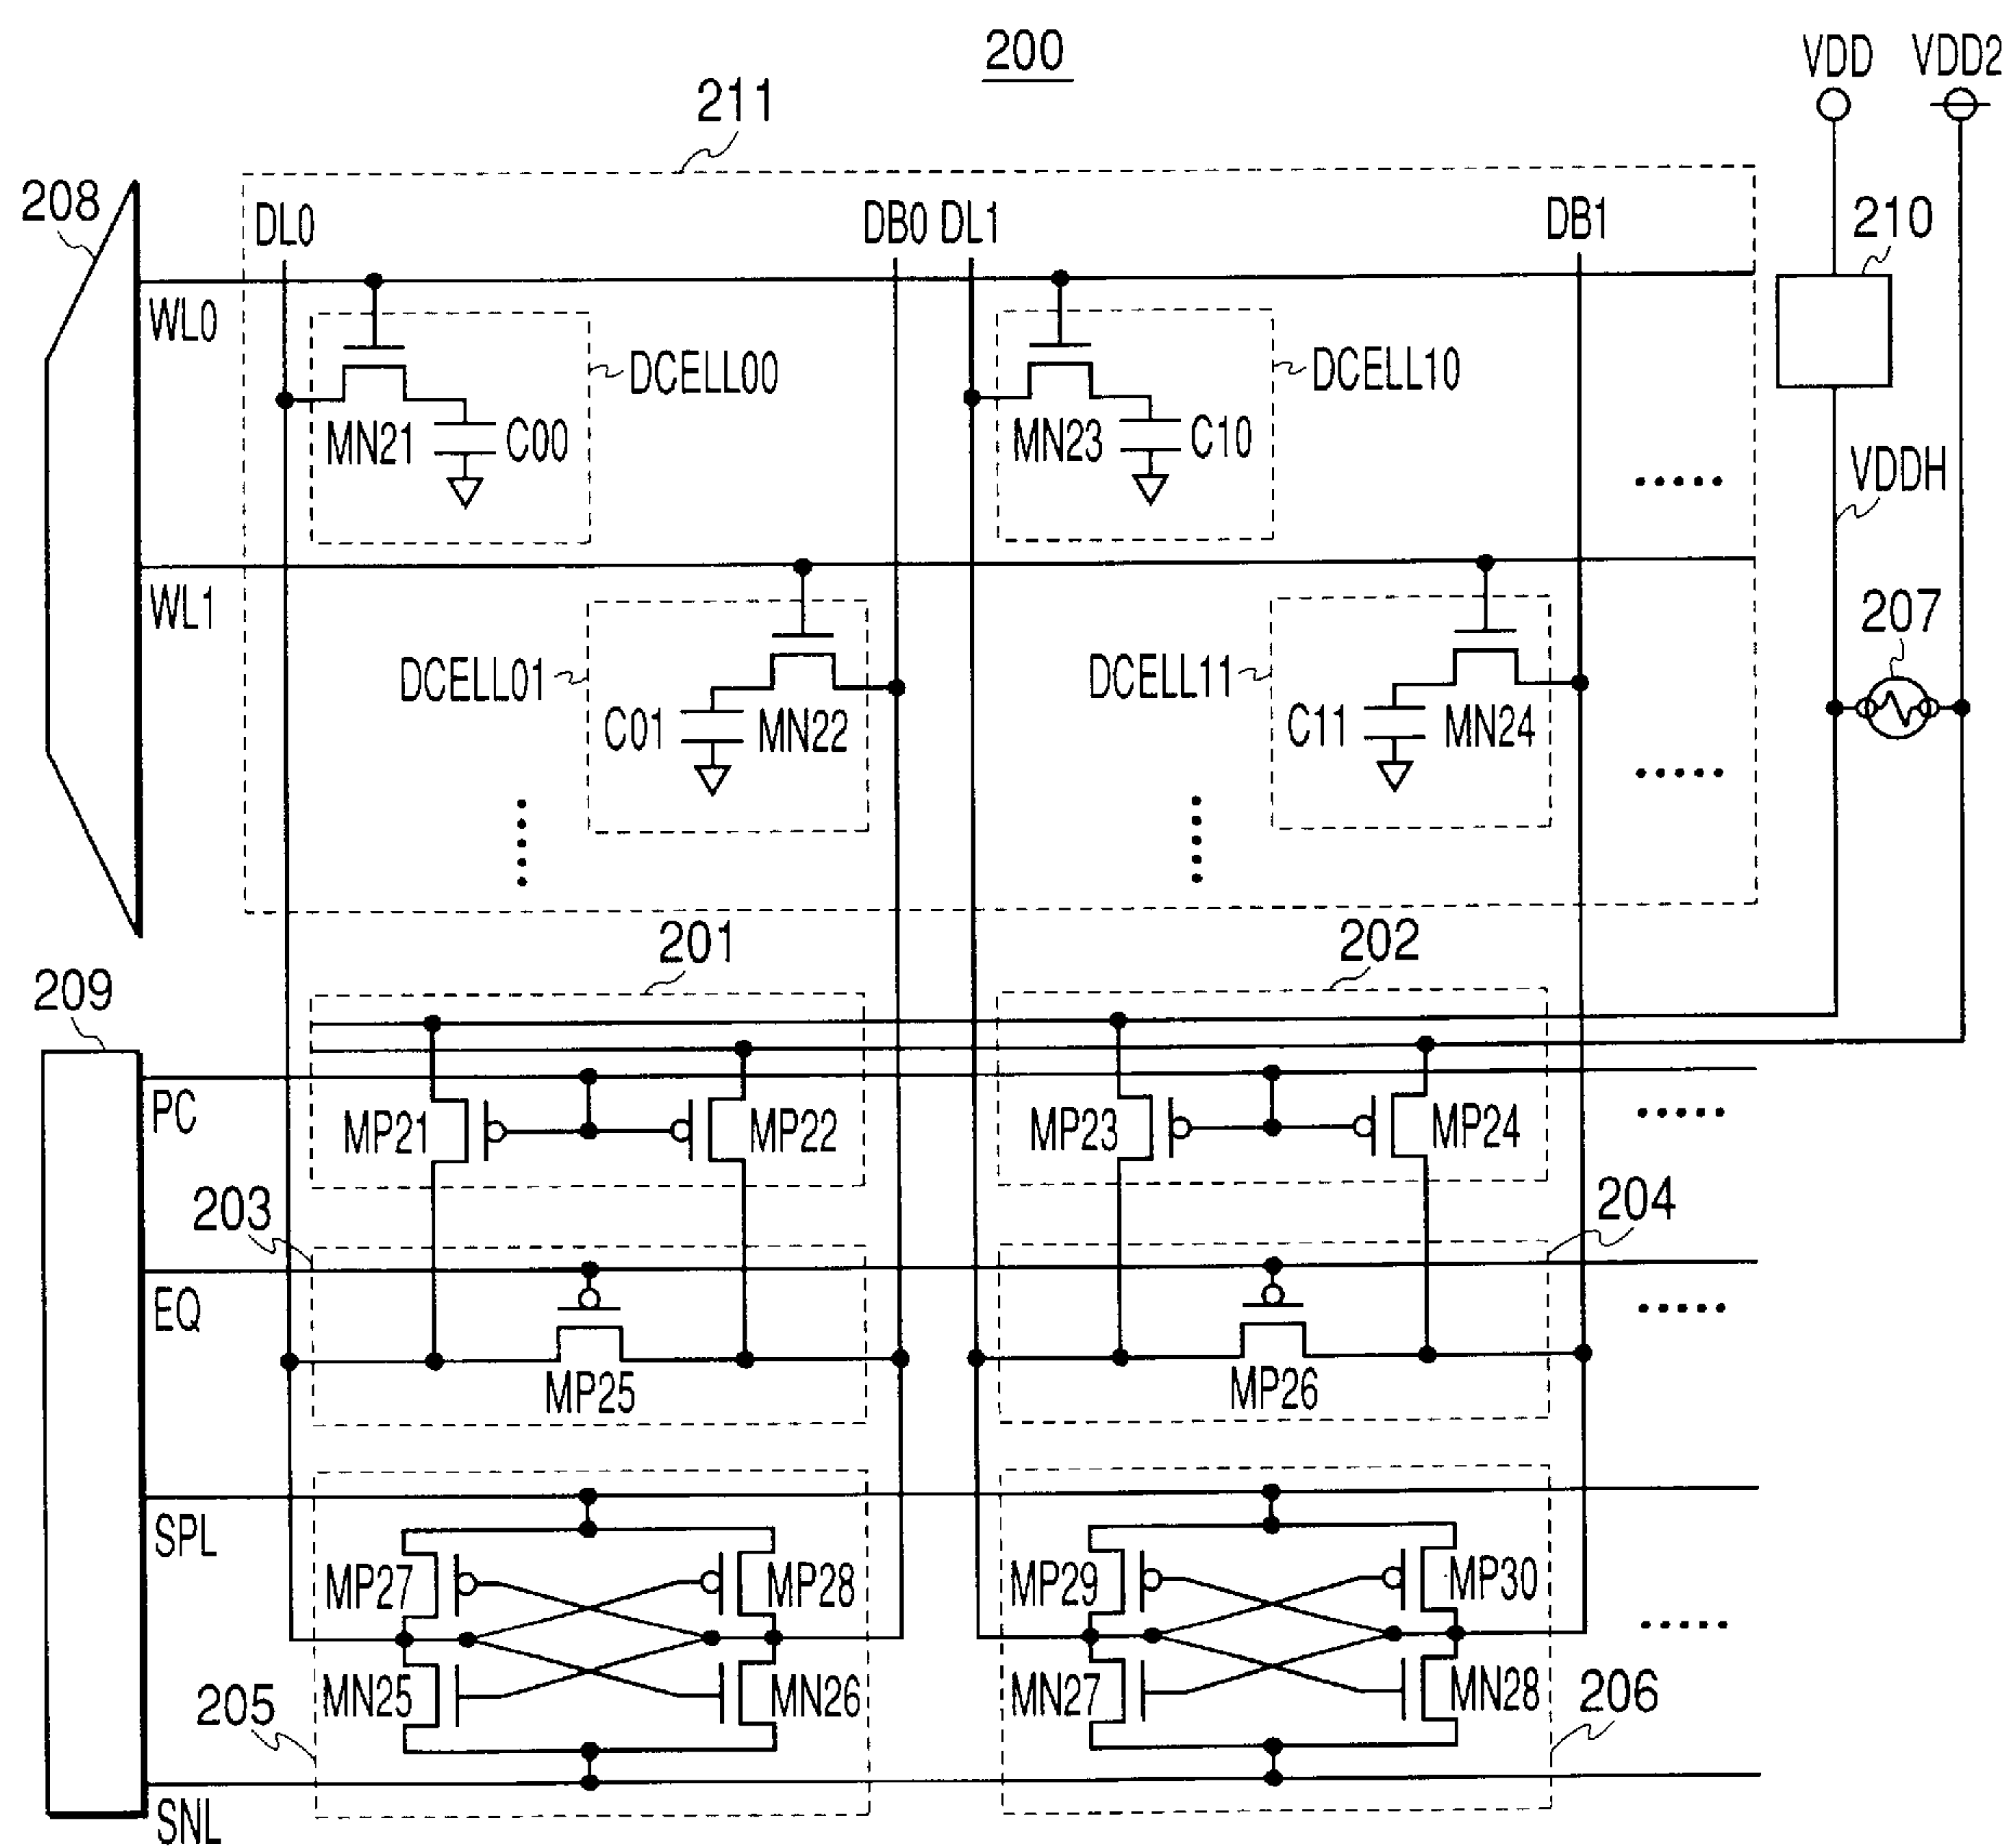 200
VDD VDD2
211
208
DL0 DB0 DL1 DB1
210
WL0
DCELL00 DCELL10
MN21 C00 MN23 C10
.....
VDDH
WL1
207
DCELL01 DCELL11
C01 MN22 C11 MN24
.....
201 202
209
PC
MP21 MP22 MP23 MP24
.....
203 204
EQ
.....
MP25 MP26
SPL
MP27 MP28 MP29 MP30
.....
MN25 MN26 MN27 MN28
205 206
SNL